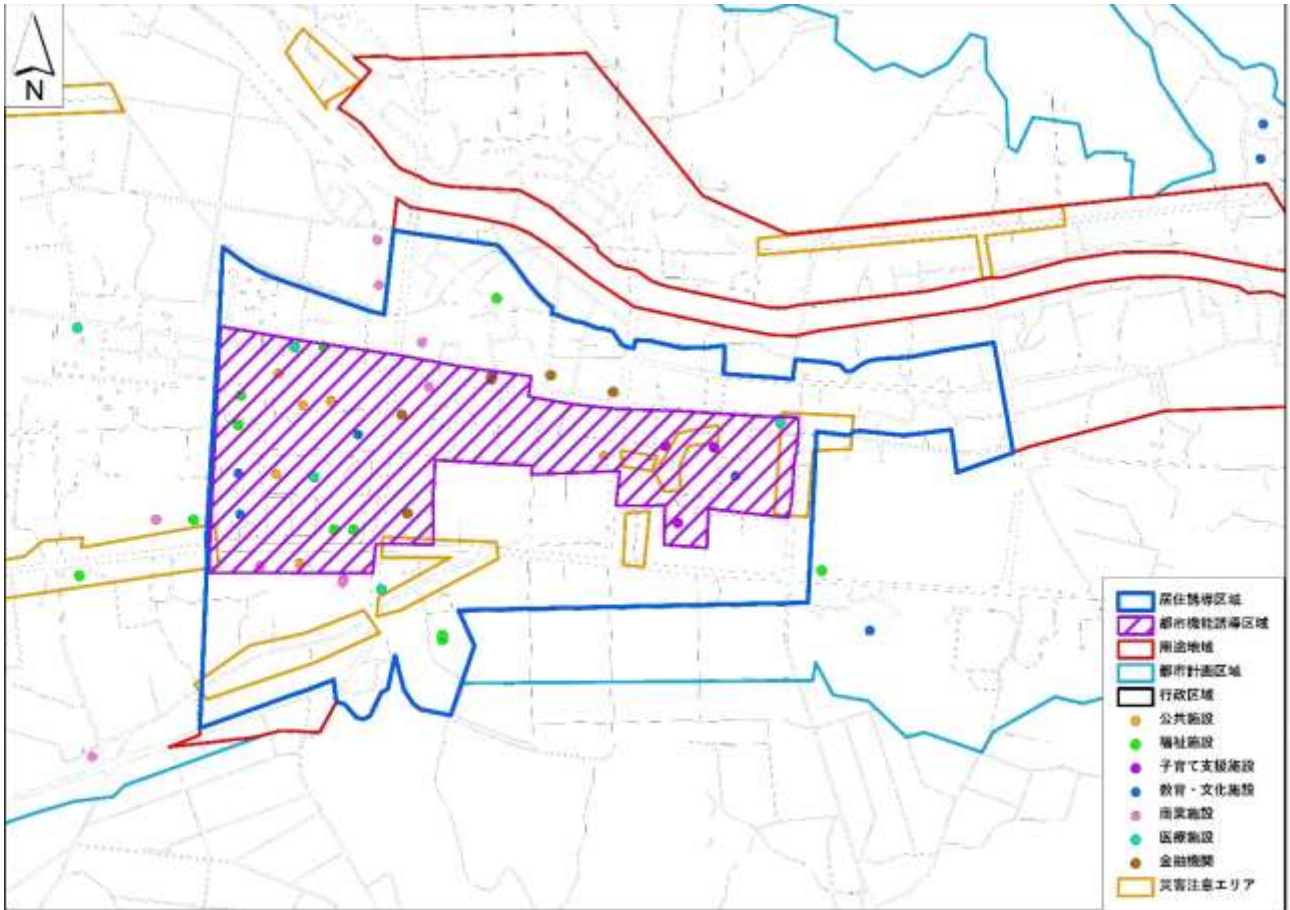 N
居住誘導区域
都市機能誘導区域
用途地域
都市計画区域
行政区域
公共施設
福祉施設
子育て支援施設
教育・文化施設
商業施設
医療施設
金融機関
災害注意エリア